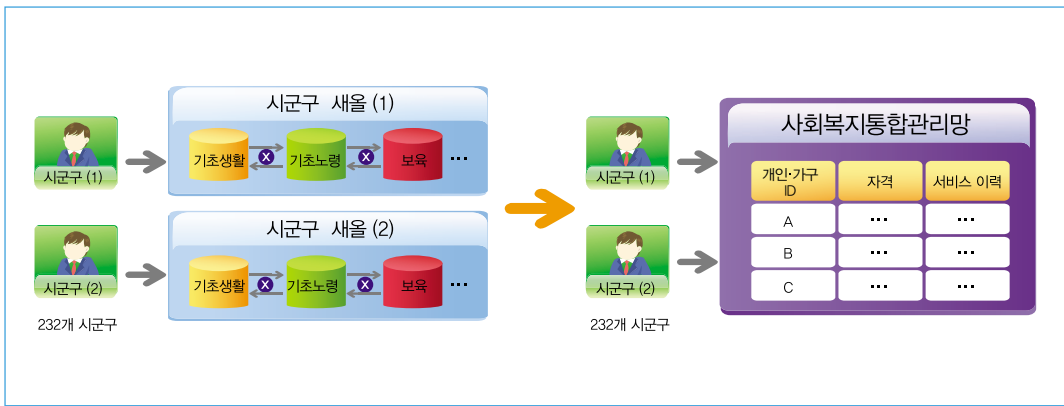 시군구 새올 (1)
기초생활 X 기초노령 X 보육 ···
시군구 (1)
시군구 새올 (2)
기초생활 X 기초노령 X 보육 ···
시군구 (2)
232개 시군구
시군구 (1)
시군구 (2)
232개 시군구
사회복지통합관리망
개인·가구 ID 자격 서비스 이력
A ··· ···
B ··· ···
C ··· ···